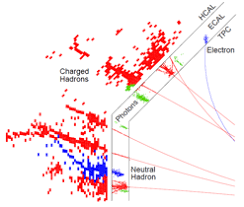 HCAL
ECAL
TPC
Electron
Charged
Hadrons
Photons
Neutral
Hadron